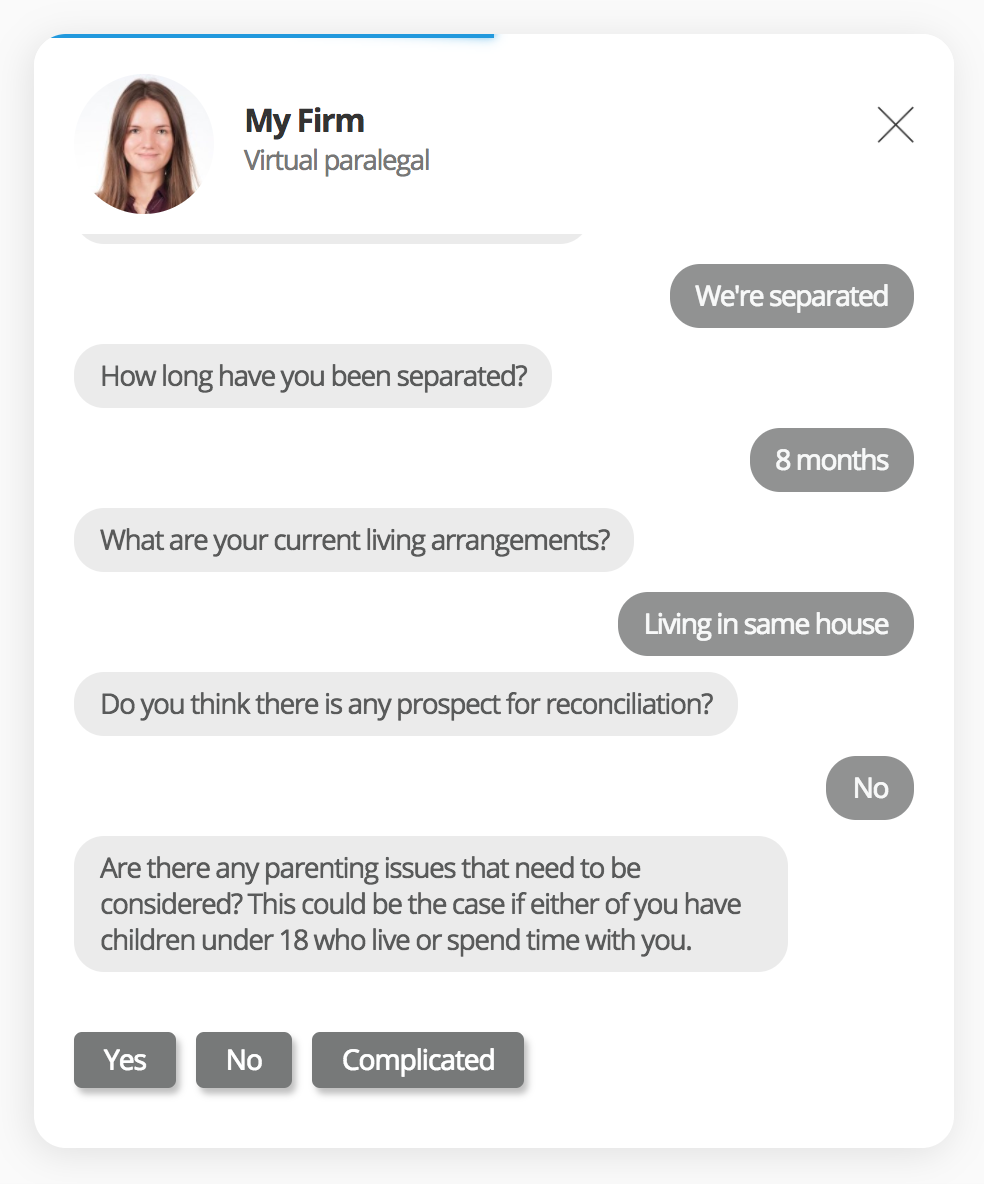 My Firm
Virtual paralegal
We're separated
How long have you been separated?
8 months
What are your current living arrangements?
Living in same house
Do you think there is any prospect for reconciliation?
No
Are there any parenting issues that need to be
considered? This could be the case if either of you have
children under 18 who live or spend time with you.
Yes
No
Complicated